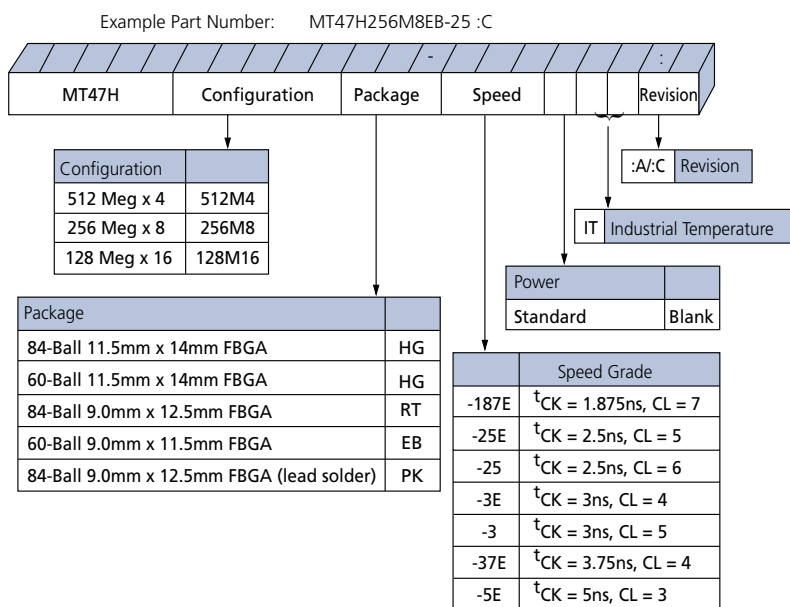 Example Part Number: MT47H256M8EB-25 :C
- :
MT47H Configuration Package Speed Revision
Configuration
512 Meg x 4 512M4
256 Meg x 8 256M8
128 Meg x 16 128M16
:A/:C Revision
IT Industrial Temperature
Power
Standard Blank
Package
84-Ball 11.5mm x 14mm FBGA HG
60-Ball 11.5mm x 14mm FBGA HG
84-Ball 9.0mm x 12.5mm FBGA RT
60-Ball 9.0mm x 11.5mm FBGA EB
84-Ball 9.0mm x 12.5mm FBGA (lead solder) PK
Speed Grade
-187E tCK = 1.875ns, CL = 7
-25E tCK = 2.5ns, CL = 5
-25 tCK = 2.5ns, CL = 6
-3E tCK = 3ns, CL = 4
-3 tCK = 3ns, CL = 5
-37E tCK = 3.75ns, CL = 4
-5E tCK = 5ns, CL = 3